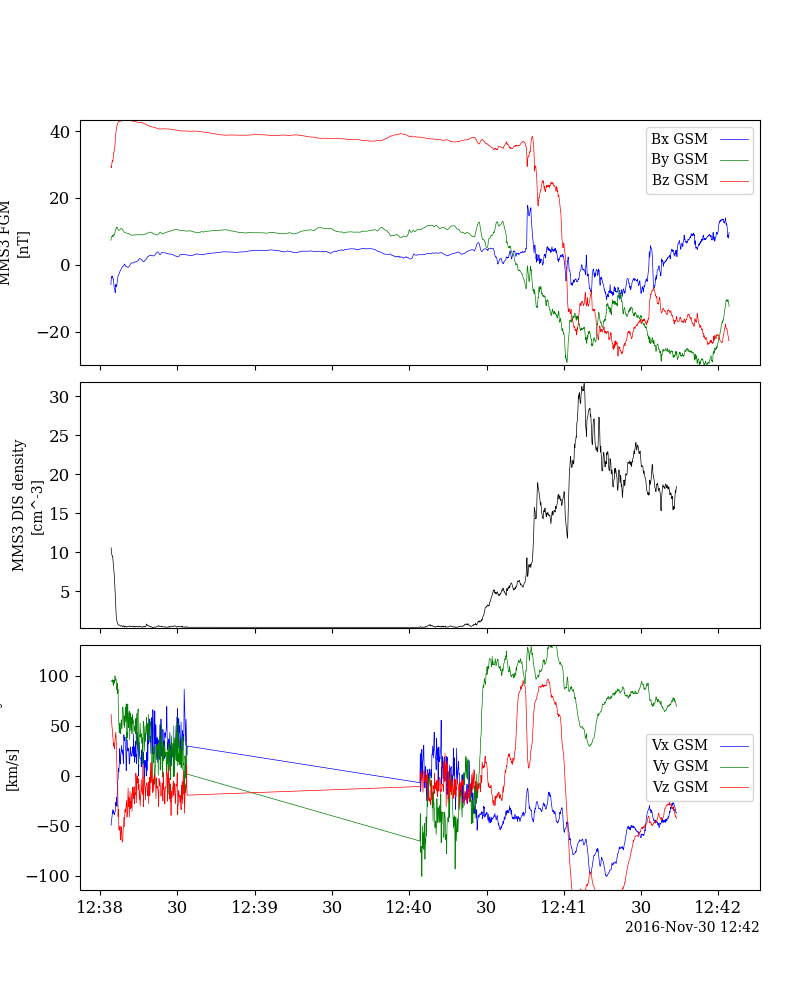 40
20
0
−20
MMS3 FGM
[nT]
Bx GSM
By GSM
Bz GSM
30
25
20
15
10
5
MMS3 DIS density
[cm^-3]
100
50
0
−50
−100
[km/s]
Vx GSM
Vy GSM
Vz GSM
12:38 30 12:39 30 12:40 30 12:41 30 12:42
2016-Nov-30 12:42